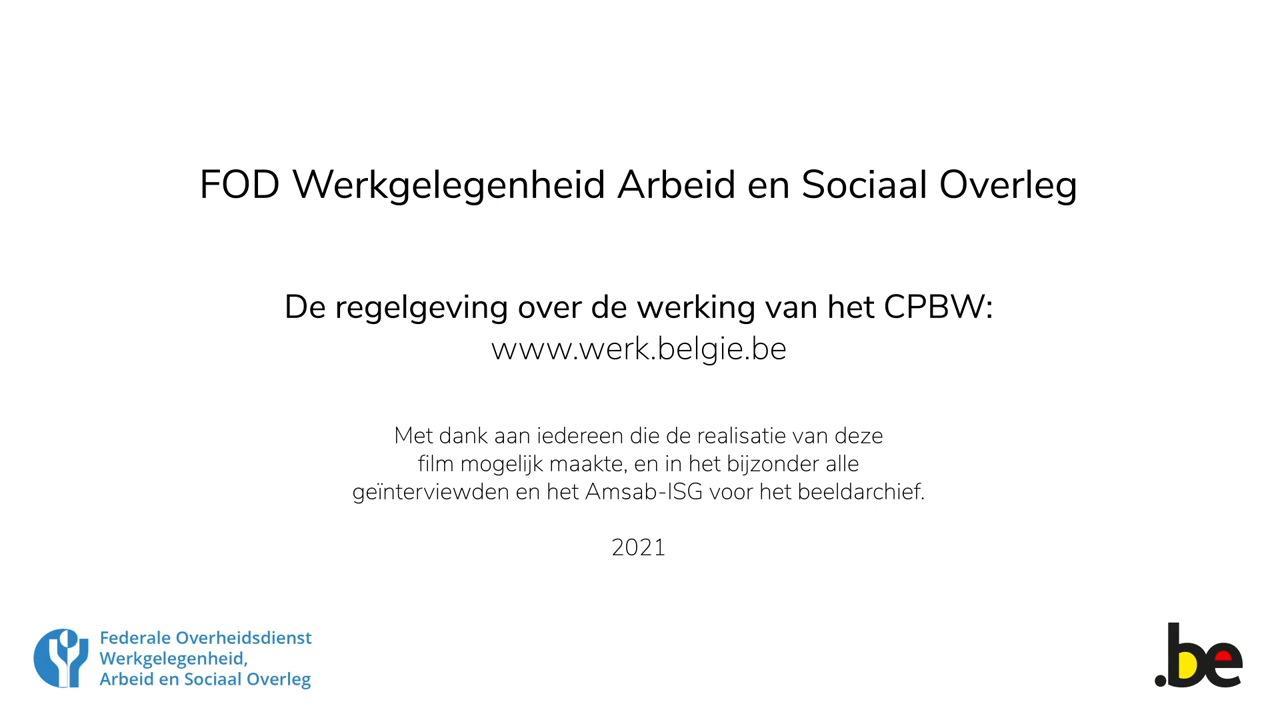 FOD Werkgelegenheid Arbeid en Sociaal Overleg
De regelgeving over de werking van het CPBW:
www.werk.belgie.be
Met dank aan iedereen die de realisatie van deze
film mogelijk maakte, en in het bijzonder alle
geïnterviewden en het Amsab-ISG voor het beeldarchief.
2021
Federale Overheidsdienst
Werkgelegenheid,
Arbeid en Sociaal Overleg
.be